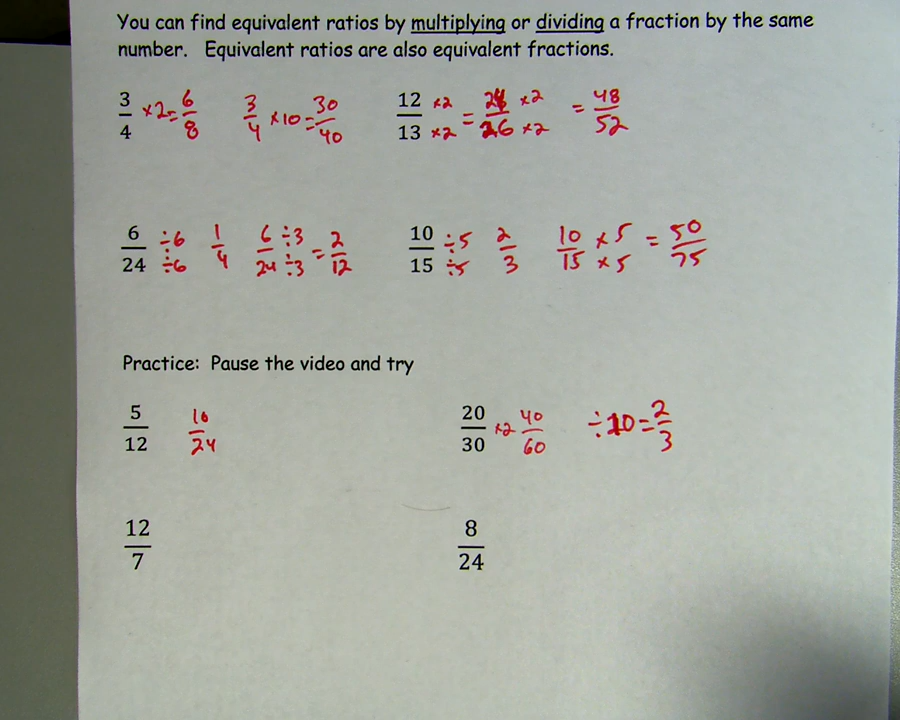 You can find equivalent ratios by multiplying or dividing a fraction by the same
number. Equivalent ratios are also equivalent fractions.
3/4 ×2= 6/8 3/4 ×10= 30/40 12/13 ×2 ×2 = 24/26 ×2 ×2 = 48/52
6/24 ÷6 ÷6 1/4 6/24 ÷3 ÷3 = 2/12 10/15 ÷5 ÷5 2/3 10/15 ×5 ×5 = 50/75
Practice: Pause the video and try
5/12 10/24 20/30 ×2 40/60 ÷10= 2/3
12/7 8/24